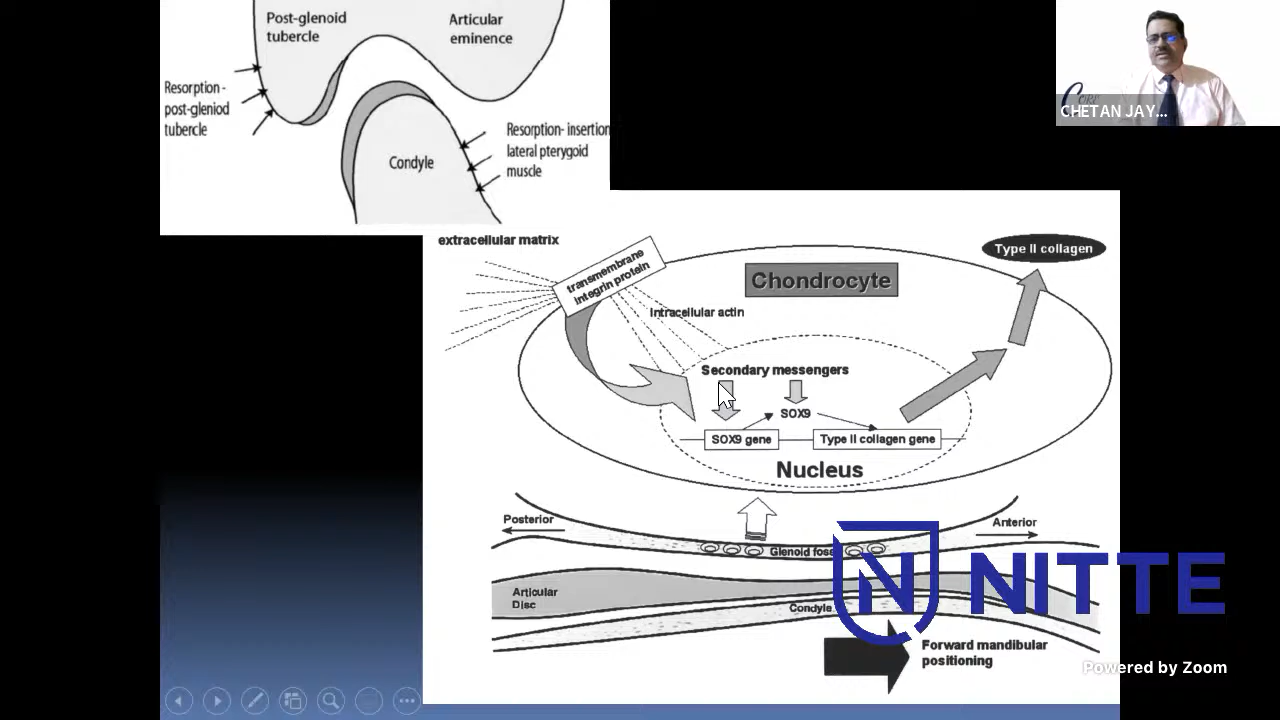 Post-glenoid
tubercle
Articular
eminence
CHETAN JAY...
Resorption -
post-gleniod
tubercle
Condyle
Resorption- insertion
lateral pterygoid
muscle
extracellular matrix
transmembrane
integrin protein
Chondrocyte
Type II collagen
Intracellular actin
Secondary messengers
SOX9
SOX9 gene
Type II collagen gene
Nucleus
Posterior
Anterior
Glenoid foss
NITTE
Articular
Disc
Condyle
Forward mandibular
positioning
Powered by Zoom